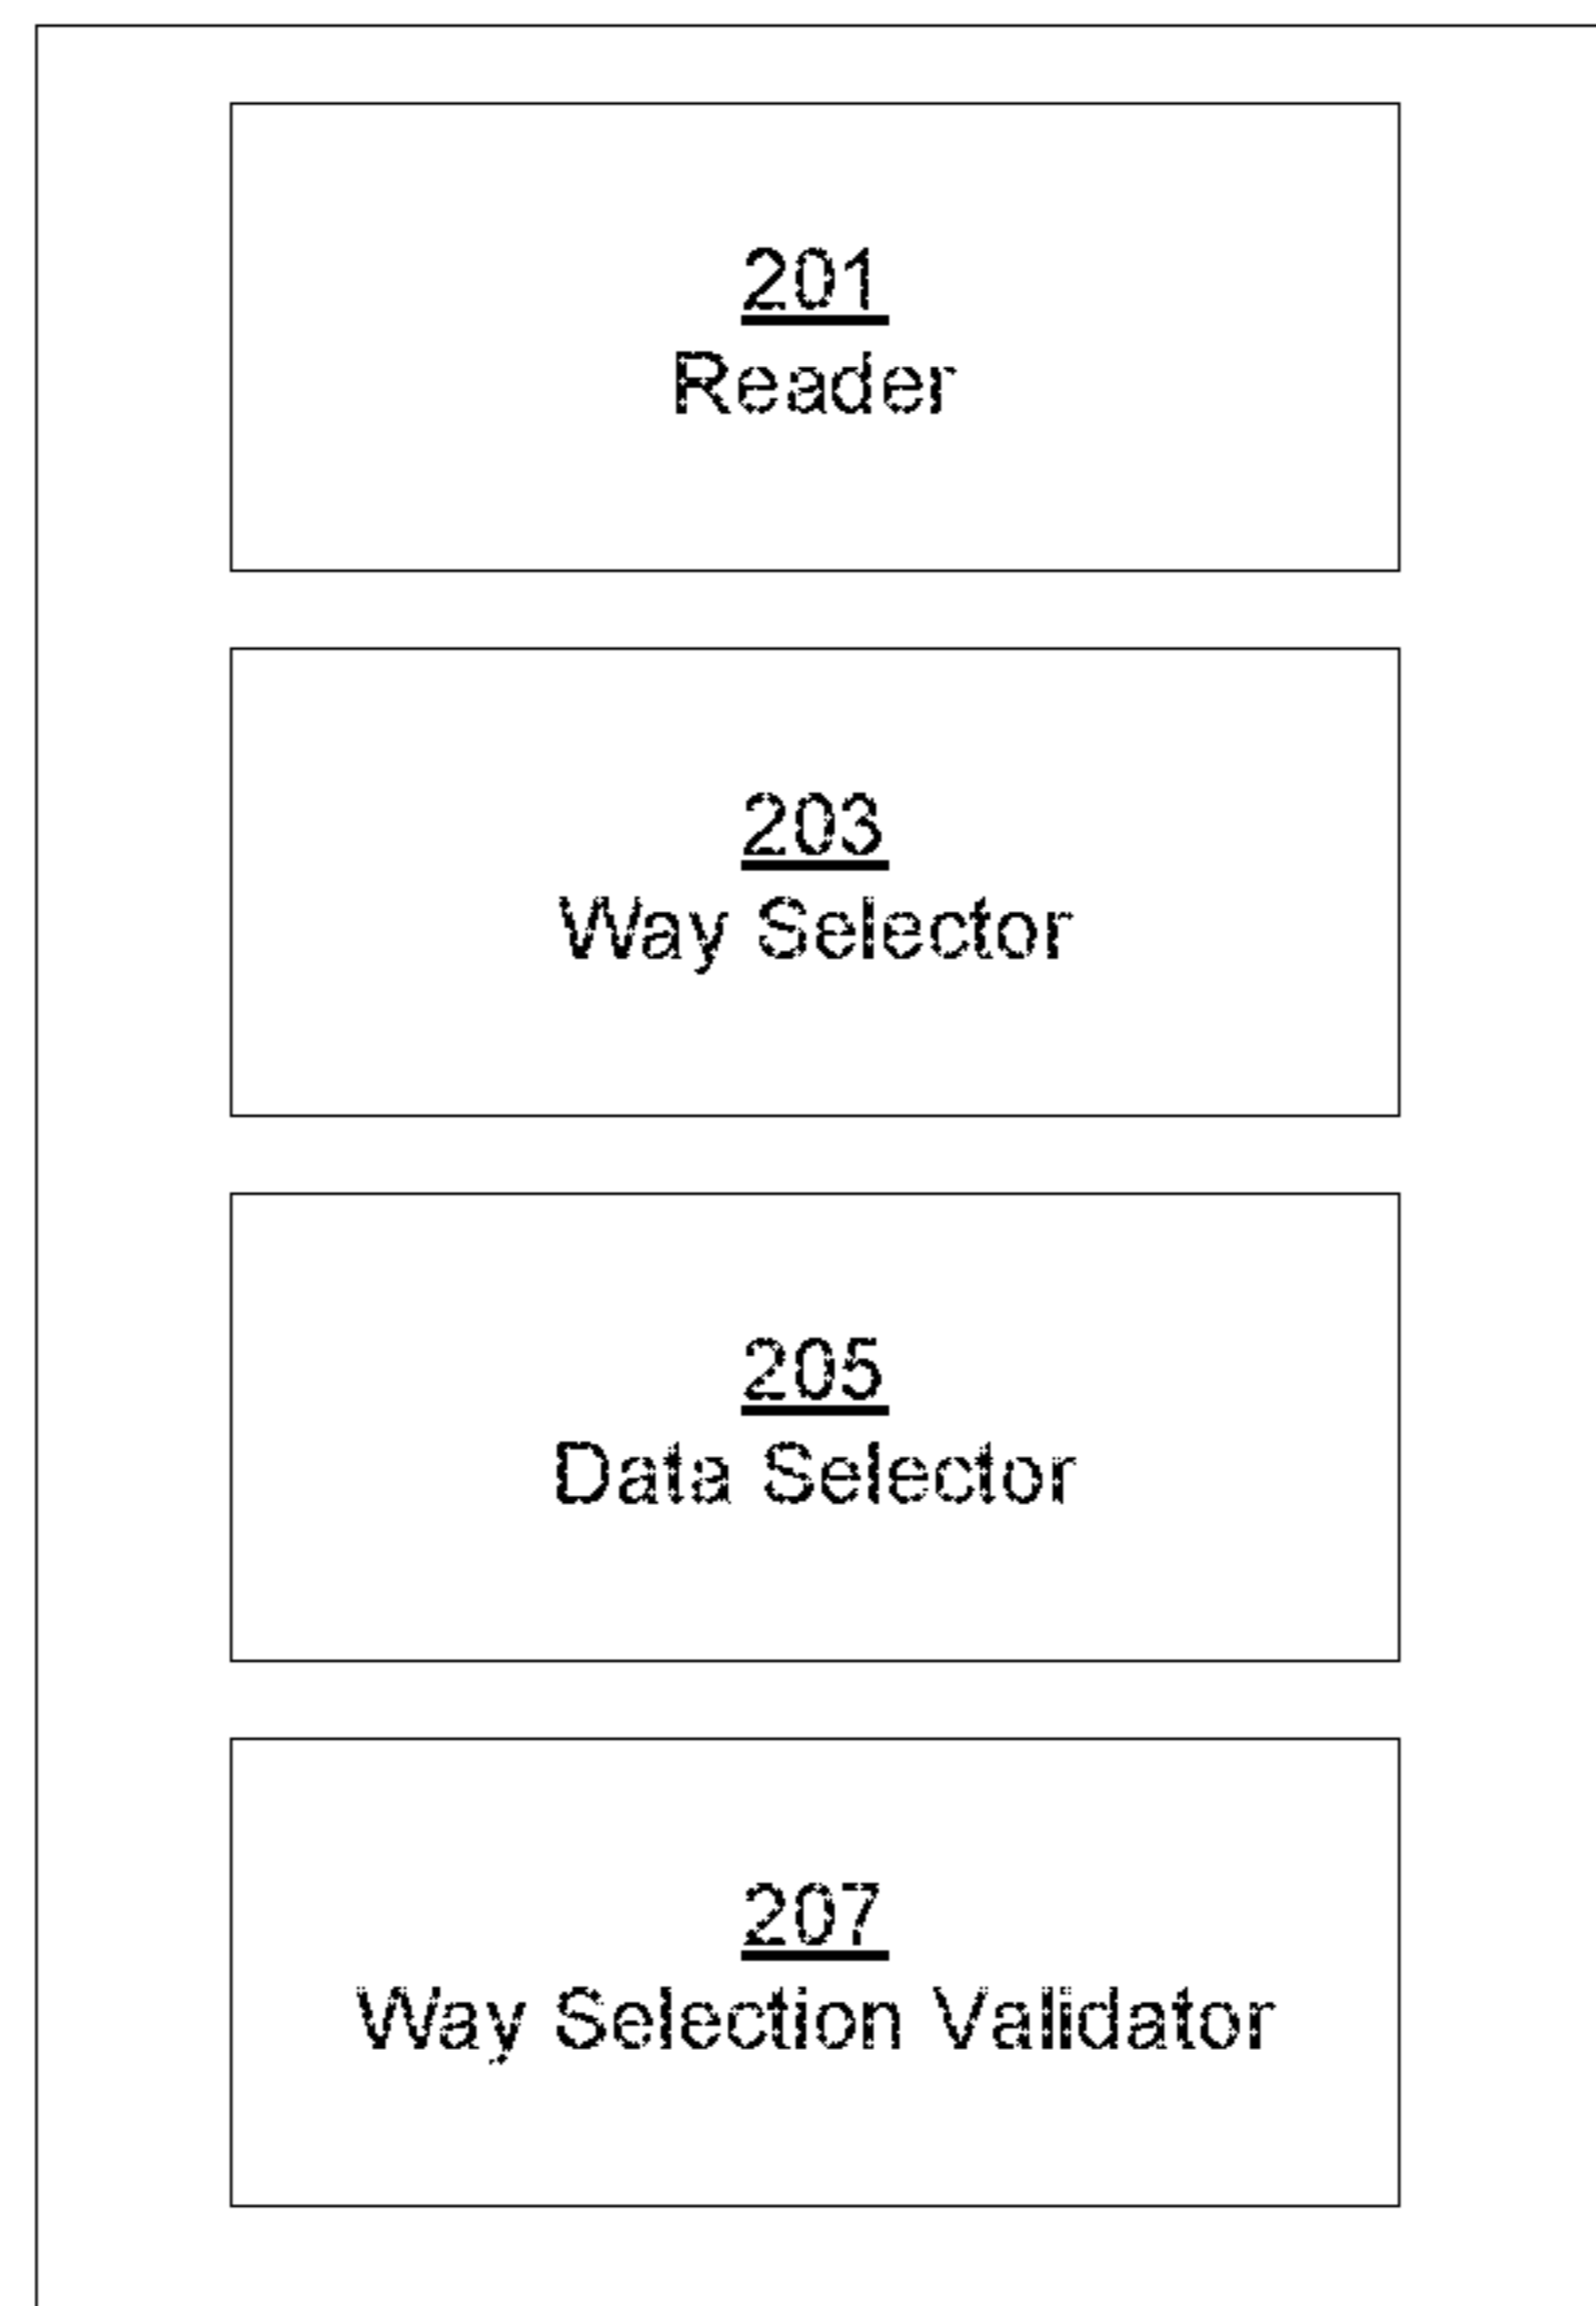 201
Reader
203
Way Selector
205
Data Selector
207
Way Selection Validator